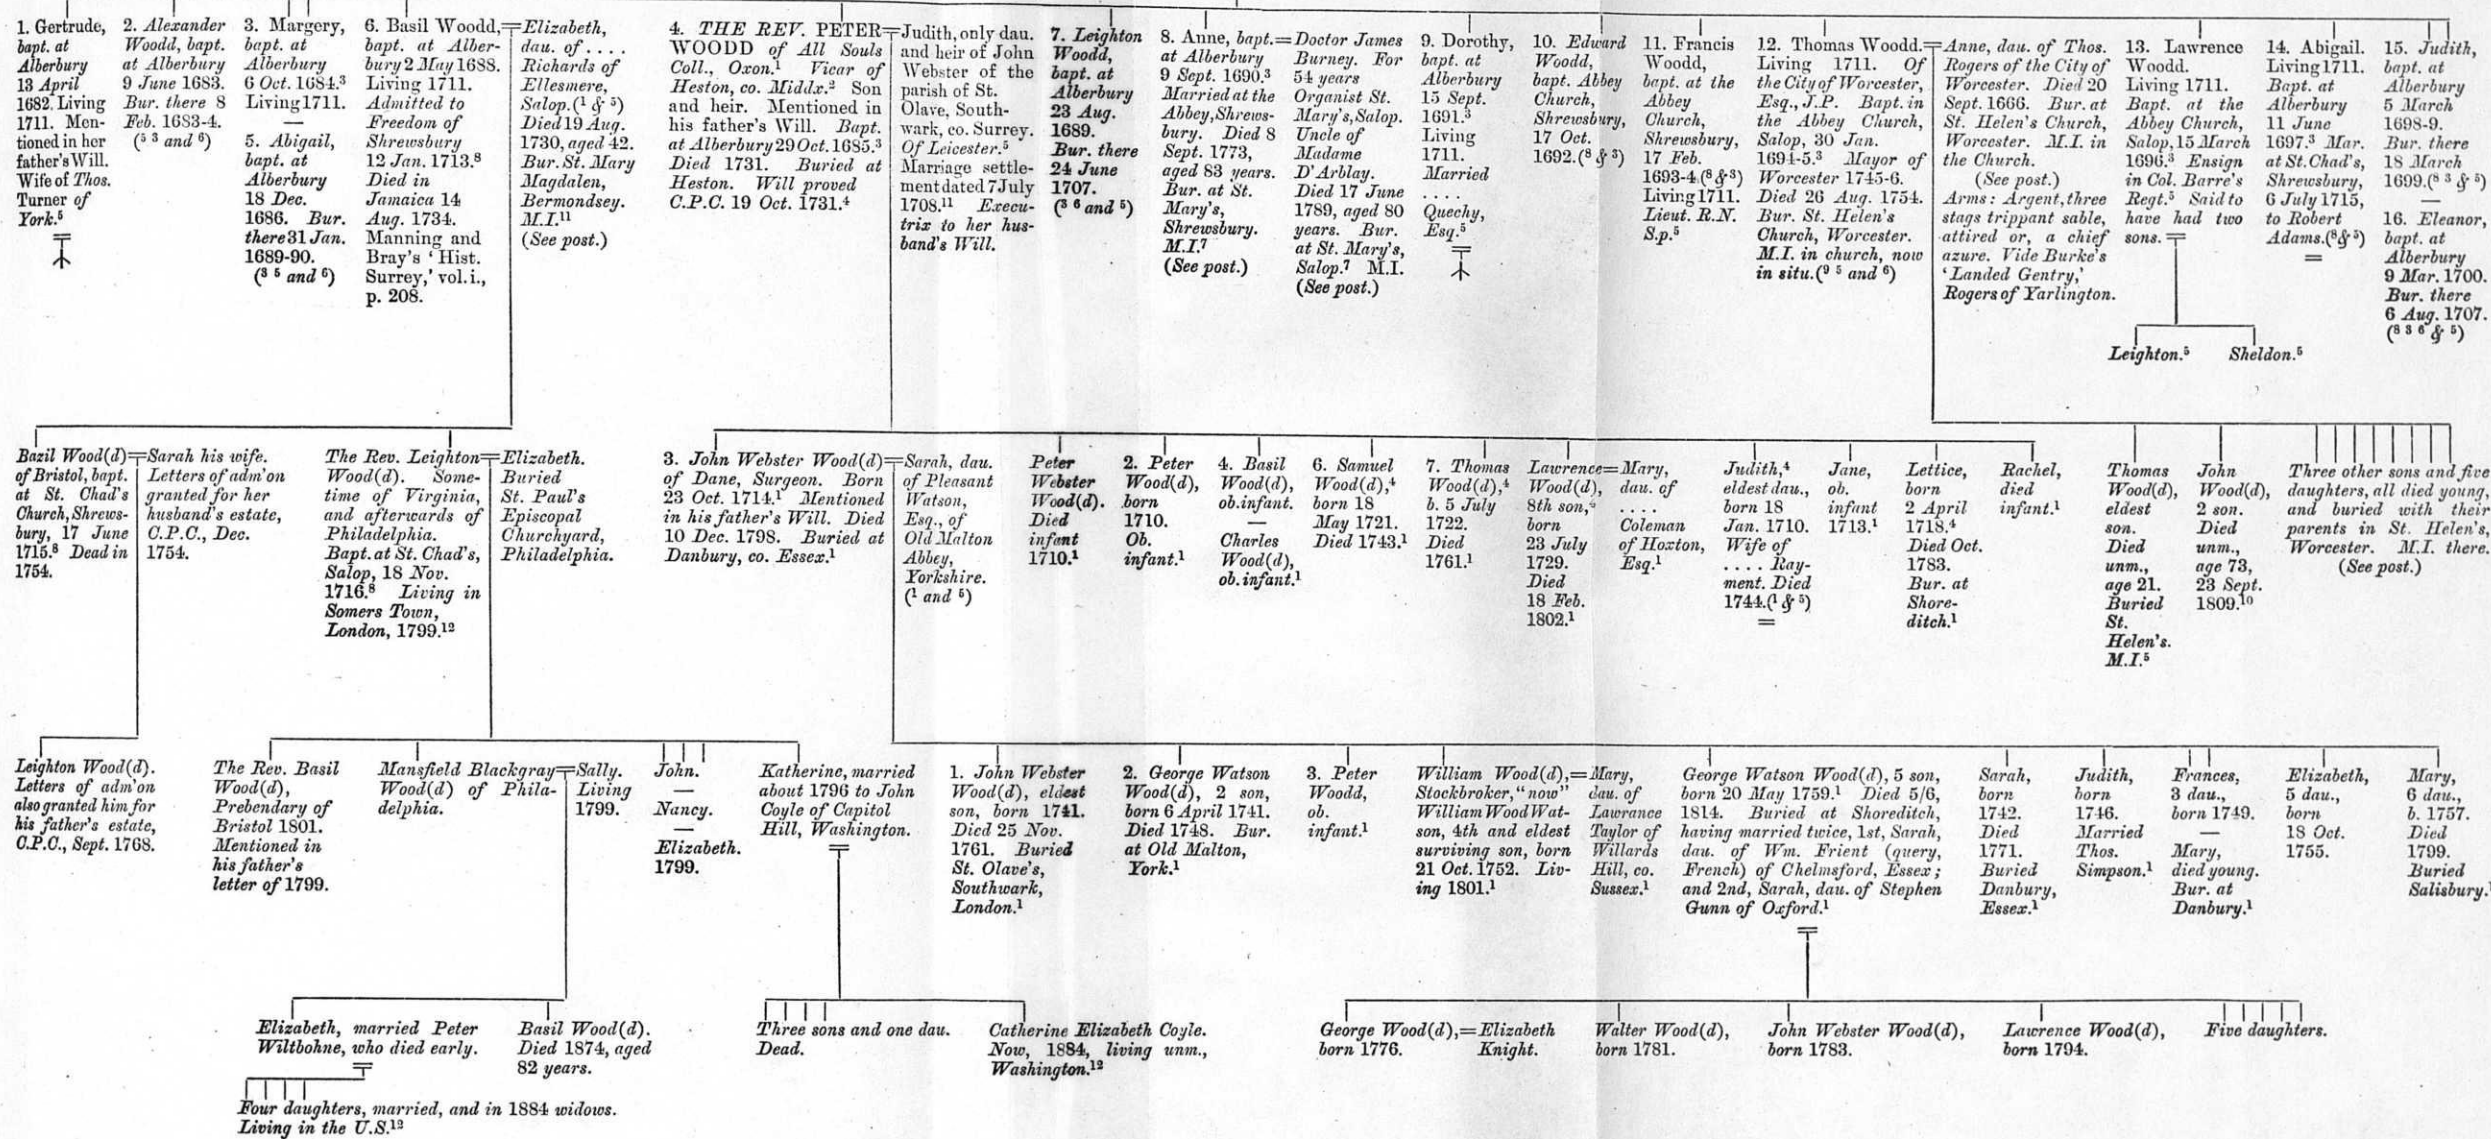 1. Gertrude,
bapt. at
Alberbury
13 April
1682. Living
1711. Men-
tioned in her
father's Will.
Wife of Thos.
Turner of
York.⁵
2. Alexander
Woodd, bapt.
at Alberbury
9 June 1683.
Bur. there 8
Feb. 1683-4.
(⁵ ³ and ⁶)
3. Margery,
bapt. at
Alberbury
6 Oct. 1684.³
Living 1711.
—
5. Abigail,
bapt. at
Alberbury
18 Dec.
1686. Bur.
there 31 Jan.
1689-90.
(³ ⁵ and ⁶)
6. Basil Woodd,
bapt. at Alber-
bury 2 May 1688.
Living 1711.
Admitted to
Freedom of
Shrewsbury
12 Jan. 1713.⁸
Died in
Jamaica 14
Aug. 1734.
Manning and
Bray's 'Hist.
Surrey,' vol. i.,
p. 208.
Elizabeth,
dau. of ....
Richards of
Ellesmere,
Salop.(¹ & ⁵)
Died 19 Aug.
1730, aged 42.
Bur. St. Mary
Magdalen,
Bermondsey.
M.I.¹¹
(See post.)
4. THE REV. PETER
WOODD of All Souls
Coll., Oxon.¹ Vicar of
Heston, co. Middx.² Son
and heir. Mentioned in
his father's Will. Bapt.
at Alberbury 29 Oct. 1685.³
Died 1731. Buried at
Heston. Will proved
C.P.C. 19 Oct. 1731.⁴
Judith, only dau.
and heir of John
Webster of the
parish of St.
Olave, South-
wark, co. Surrey.
Of Leicester.⁵
Marriage settle-
ment dated 7 July
1708.¹¹ Execu-
trix to her hus-
band's Will.
7. Leighton
Woodd,
bapt. at
Alberbury
23 Aug.
1689.
Bur. there
24 June
1707.
(³ ⁶ and ⁵)
8. Anne, bapt.
at Alberbury
9 Sept. 1690.³
Married at the
Abbey, Shrews-
bury. Died 8
Sept. 1773,
aged 83 years.
Bur. at St.
Mary's,
Shrewsbury.
M.I.⁷
(See post.)
=Doctor James
Burney. For
54 years
Organist St.
Mary's, Salop.
Uncle of
Madame
D'Arblay.
Died 17 June
1789, aged 80
years. Bur.
at St. Mary's,
Salop.⁷ M.I.
(See post.)
9. Dorothy,
bapt. at
Alberbury
15 Sept.
1691.³
Living
1711.
Married
....
Quechy,
Esq.⁵
10. Edward
Woodd,
bapt. Abbey
Church,
Shrewsbury,
17 Oct.
1692.(⁸ & ³)
11. Francis
Woodd,
bapt. at the
Abbey
Church,
Shrewsbury,
17 Feb.
1693-4.(⁸ & ³)
Living 1711.
Lieut. R.N.
S.p.⁵
12. Thomas Woodd.
Living 1711. Of
the City of Worcester,
Esq., J.P. Bapt. in
the Abbey Church,
Salop, 30 Jan.
1694-5.³ Mayor of
Worcester 1745-6.
Died 26 Aug. 1754.
Bur. St. Helen's
Church, Worcester.
M.I. in church, now
in situ.(⁹ ⁵ and ⁶)
Anne, dau. of Thos.
Rogers of the City of
Worcester. Died 20
Sept. 1666. Bur. at
St. Helen's Church,
Worcester. M.I. in
the Church.
(See post.)
Arms: Argent, three
stags trippant sable,
attired or, a chief
azure. Vide Burke's
'Landed Gentry,'
Rogers of Yarlington.
13. Lawrence
Woodd.
Living 1711.
Bapt. at the
Abbey Church,
Salop, 15 March
1696.³ Ensign
in Col. Barre's
Regt.⁵ Said to
have had two
sons.
14. Abigail.
Living 1711.
Bapt. at
Alberbury
11 June
1697.³ Mar.
at St. Chad's,
Shrewsbury,
6 July 1715,
to Robert
Adams.(⁸ & ⁵)
=
15. Judith,
bapt. at
Alberbury
5 March
1698-9.
Bur. there
18 March
1699.(⁸ ³ & ⁵)
—
16. Eleanor,
bapt. at
Alberbury
9 Mar. 1700.
Bur. there
6 Aug. 1707.
(⁸ ³ ⁶ & ⁵)
Leighton.⁵
Sheldon.⁵
Bazil Wood(d)
of Bristol, bapt.
at St. Chad's
Church, Shrews-
bury, 17 June
1715.⁸ Dead in
1754.
Sarah his wife.
Letters of adm'on
granted for her
husband's estate,
C.P.C., Dec.
1754.
The Rev. Leighton
Wood(d). Some-
time of Virginia,
and afterwards of
Philadelphia.
Bapt. at St. Chad's,
Salop, 18 Nov.
1716.⁸ Living in
Somers Town,
London, 1799.¹²
Elizabeth.
Buried
St. Paul's
Episcopal
Churchyard,
Philadelphia.
3. John Webster Wood(d)
of Dane, Surgeon. Born
23 Oct. 1714.¹ Mentioned
in his father's Will. Died
10 Dec. 1798. Buried at
Danbury, co. Essex.¹
Sarah, dau.
of Pleasant
Watson,
Esq., of
Old Malton
Abbey,
Yorkshire.
(¹ and ⁵)
Peter
Webster
Wood(d).
Died
infant
1710.¹
2. Peter
Wood(d),
born
1710.
Ob.
infant.¹
4. Basil
Wood(d),
ob. infant.
—
Charles
Wood(d),
ob. infant.¹
6. Samuel
Wood(d),⁴
born 18
May 1721.
Died 1743.¹
7. Thomas
Wood(d),⁴
b. 5 July
1722.
Died
1761.¹
Lawrence
Wood(d),
8th son,⁴
born
23 July
1729.
Died
18 Feb.
1802.¹
=Mary,
dau. of
....
Coleman
of Hoxton,
Esq.¹
Judith,⁴
eldest dau.,
born 18
Jan. 1710.
Wife of
.... Ray-
ment. Died
1744.(¹ & ⁵)
=
Jane,
ob.
infant
1713.¹
Lettice,
born
2 April
1718.⁴
Died Oct.
1783.
Bur. at
Shore-
ditch.¹
Rachel,
died
infant.¹
Thomas
Wood(d),
eldest
son.
Died
unm.,
age 21.
Buried
St.
Helen's.
M.I.⁵
John
Wood(d),
2 son.
Died
unm.,
age 73,
23 Sept.
1809.¹⁰
Three other sons and five
daughters, all died young,
and buried with their
parents in St. Helen's,
Worcester. M.I. there.
(See post.)
Leighton Wood(d).
Letters of adm'on
also granted him for
his father's estate,
C.P.C., Sept. 1768.
The Rev. Basil
Wood(d),
Prebendary of
Bristol 1801.
Mentioned in
his father's
letter of 1799.
Mansfield Blackgray
Wood(d) of Phila-
delphia.
Sally.
Living
1799.
John.
—
Nancy.
—
Elizabeth.
1799.
Katherine, married
about 1796 to John
Coyle of Capitol
Hill, Washington.
1. John Webster
Wood(d), eldest
son, born 1741.
Died 25 Nov.
1761. Buried
St. Olave's,
Southwark,
London.¹
2. George Watson
Wood(d), 2 son,
born 6 April 1741.
Died 1748. Bur.
at Old Malton,
York.¹
3. Peter
Woodd,
ob.
infant.¹
William Wood(d),
Stockbroker, "now"
William Wood Wat-
son, 4th and eldest
surviving son, born
21 Oct. 1752. Liv-
ing 1801.¹
=Mary,
dau. of
Lawrance
Taylor of
Willards
Hill, co.
Sussex.¹
George Watson Wood(d), 5 son,
born 20 May 1759.¹ Died 5/6,
1814. Buried at Shoreditch,
having married twice, 1st, Sarah,
dau. of Wm. Frient (query,
French) of Chelmsford, Essex;
and 2nd, Sarah, dau. of Stephen
Gunn of Oxford.¹
Sarah,
born
1742.
Died
1771.
Buried
Danbury,
Essex.¹
Judith,
born
1746.
Married
Thos.
Simpson.¹
Frances,
3 dau.,
born 1749.
—
Mary,
died young.
Bur. at
Danbury.¹
Elizabeth,
5 dau.,
born
18 Oct.
1755.
Mary,
6 dau.,
b. 1757.
Died
1799.
Buried
Salisbury.¹
Elizabeth, married Peter
Wiltbohne, who died early.
Basil Wood(d).
Died 1874, aged
82 years.
Three sons and one dau.
Dead.
Catherine Elizabeth Coyle.
Now, 1884, living unm.,
Washington.¹²
George Wood(d),
born 1776.
=Elizabeth
Knight.
Walter Wood(d),
born 1781.
John Webster Wood(d),
born 1783.
Lawrence Wood(d),
born 1794.
Five daughters.
Four daughters, married, and in 1884 widows.
Living in the U.S.¹²